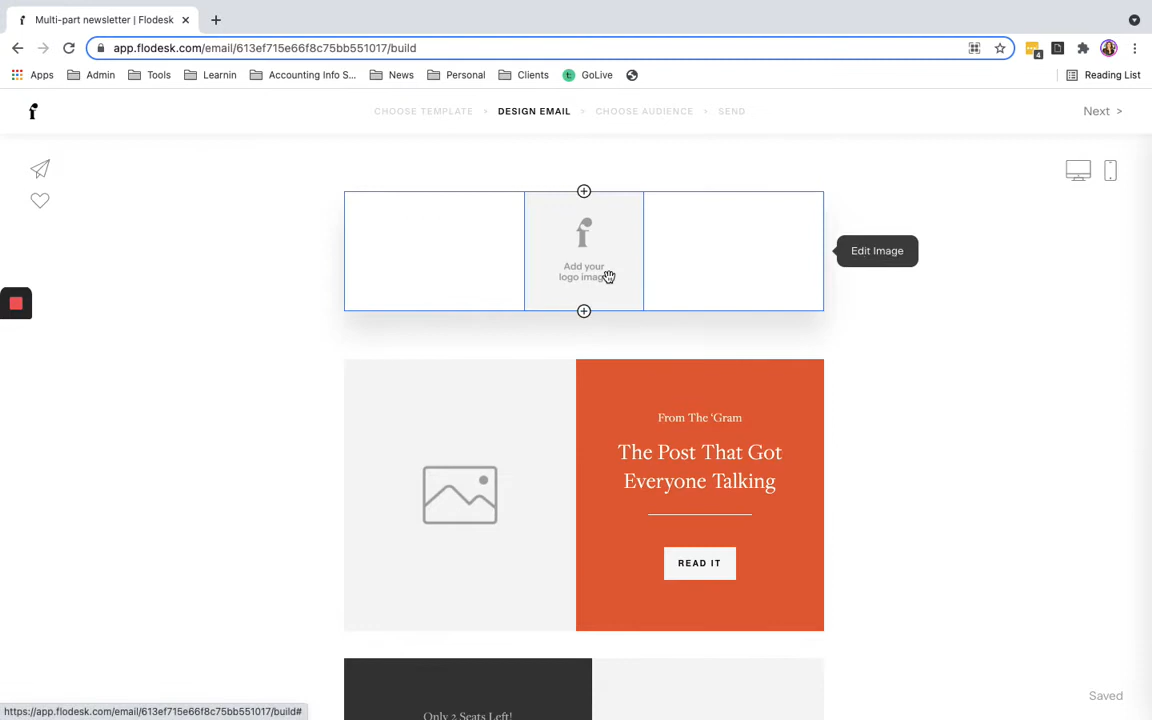 Multi-part newsletter | Flodesk
app.flodesk.com/email/613ef715e66f8c75bb551017/build
4
Apps Admin Tools Learnin Accounting Info S... News Personal Clients GoLive Reading List
CHOOSE TEMPLATE > DESIGN EMAIL > CHOOSE AUDIENCE > SEND
Next >
Add your
logo image
Edit Image
From The ‘Gram
The Post That Got
Everyone Talking
READ IT
Saved
Only 2 Seats Left!
https://app.flodesk.com/email/613ef715e66f8c75bb551017/build#